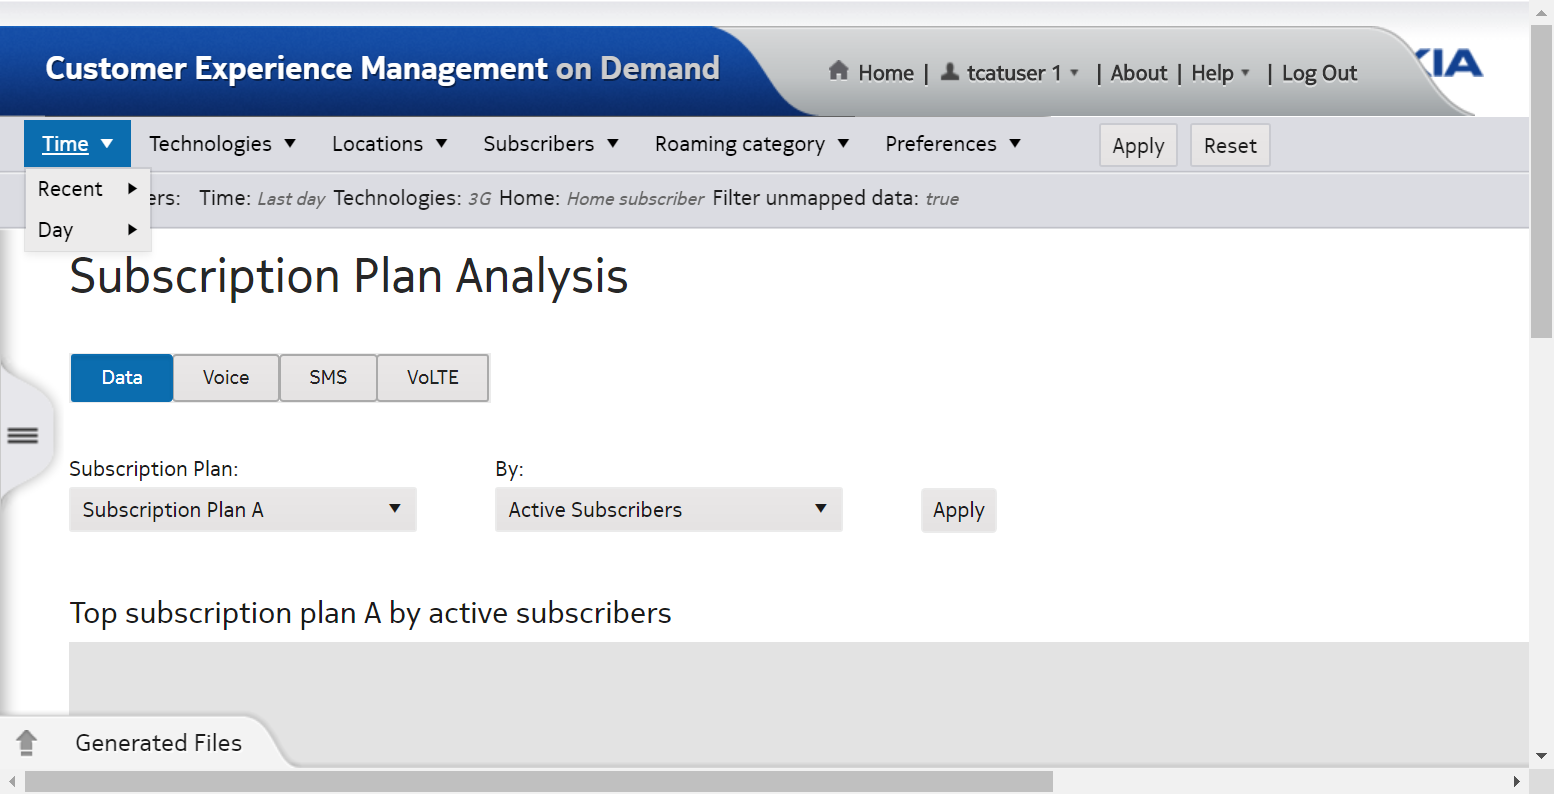 Customer Experience Management on Demand
Home | tcatuser 1 | About | Help | Log Out
Time Technologies Locations Subscribers Roaming category Preferences Apply Reset
Recent
Time: Last day Technologies: 3G Home: Home subscriber Filter unmapped data: true
Day
Subscription Plan Analysis
Data Voice SMS VoLTE
Subscription Plan: By:
Subscription Plan A Active Subscribers Apply
Top subscription plan A by active subscribers
Generated Files